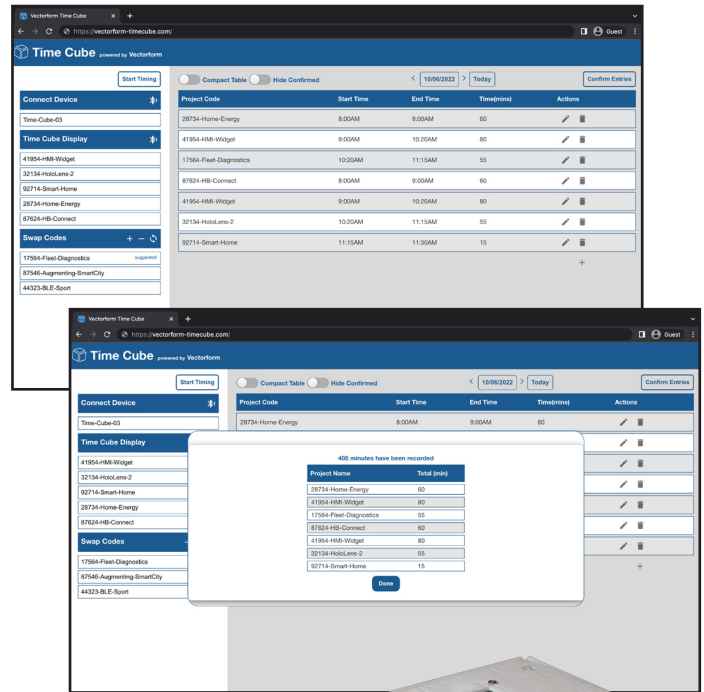 Vectorform Time Cube
https://vectorform-timecube.com/
Guest
Time Cube powered by Vectorform
Start Timing
Compact Table Hide Confirmed < 10/06/2022 > Today Confirm Entries
Connect Device
Time-Cube-03
Time Cube Display
41954-HMI-Widget
32134-HoloLens-2
92714-Smart-Home
28734-Home-Energy
87624-HB-Connect
Swap Codes
17564-Fleet-Diagnostics suggested
87546-Augmenting-SmartCity
44323-BLE-Sport
Project Code Start Time End Time Time(mins) Actions
28734-Home-Energy 8:00AM 9:00AM 60
41954-HMI-Widget 9:00AM 10:20AM 80
17564-Fleet-Diagnostics 10:20AM 11:15AM 55
87624-HB-Connect 8:00AM 9:00AM 60
41954-HMI-Widget 9:00AM 10:20AM 80
32134-HoloLens-2 10:20AM 11:15AM 55
92714-Smart-Home 11:15AM 11:30AM 15
Vectorform Time Cube
https://vectorform-timecube.com/
Guest
Time Cube powered by Vectorform
Start Timing
Compact Table Hide Confirmed < 10/06/2022 > Today Confirm Entries
Connect Device
Time-Cube-03
Time Cube Display
41954-HMI-Widget
32134-HoloLens-2
92714-Smart-Home
28734-Home-Energy
87624-HB-Connect
Swap Codes
17564-Fleet-Diagnostics
87546-Augmenting-SmartCity
44323-BLE-Sport
Project Code Start Time End Time Time(mins) Actions
28734-Home-Energy 8:00AM 9:00AM 60
405 minutes have been recorded
Project Name Total (min)
28734-Home-Energy 60
41954-HMI-Widget 80
17564-Fleet-Diagnostics 55
87624-HB-Connect 60
41954-HMI-Widget 80
32134-HoloLens-2 55
92714-Smart-Home 15
Done